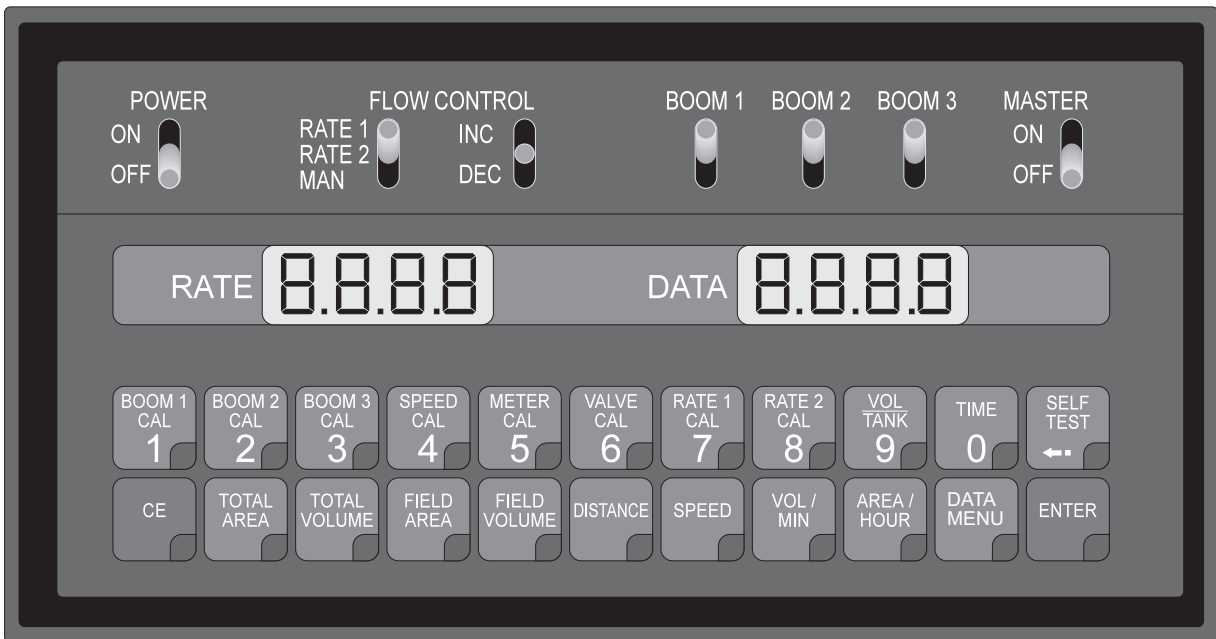 POWER
ON
OFF
FLOW CONTROL
RATE 1
RATE 2
MAN
INC
DEC
BOOM 1
BOOM 2
BOOM 3
MASTER
ON
OFF
RATE
8.8.8.8
DATA
8.8.8.8
BOOM 1
CAL
1
BOOM 2
CAL
2
BOOM 3
CAL
3
SPEED
CAL
4
METER
CAL
5
VALVE
CAL
6
RATE 1
CAL
7
RATE 2
CAL
8
VOL
TANK
9
TIME
0
SELF
TEST
CE
TOTAL
AREA
TOTAL
VOLUME
FIELD
AREA
FIELD
VOLUME
DISTANCE
SPEED
VOL /
MIN
AREA /
HOUR
DATA
MENU
ENTER